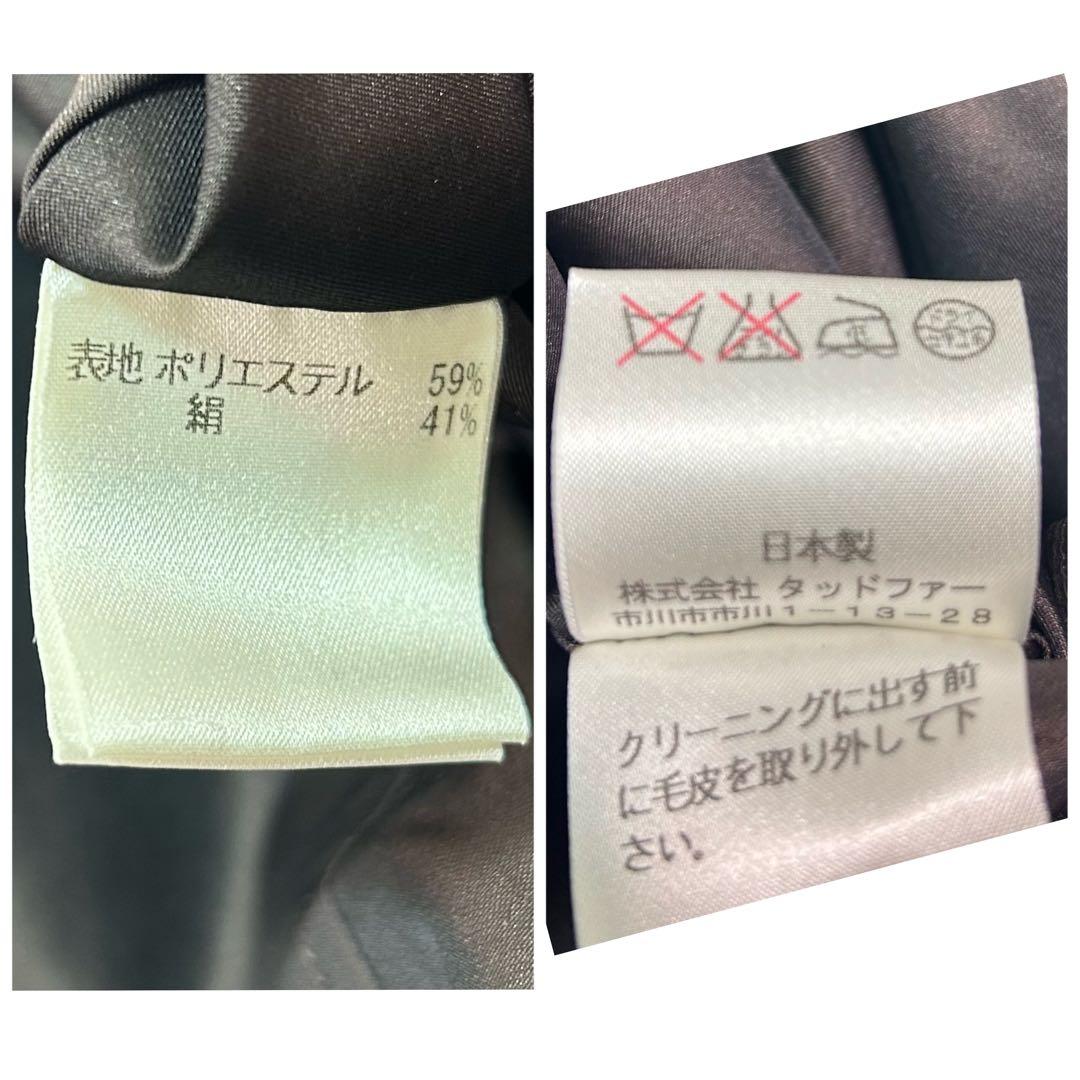 表地 ポリエステル 59%
絹 41%
日本製
株式会社 タッドファー
市川市市川1－13－28
クリーニングに出す前
に毛皮を取り外して下
さい。